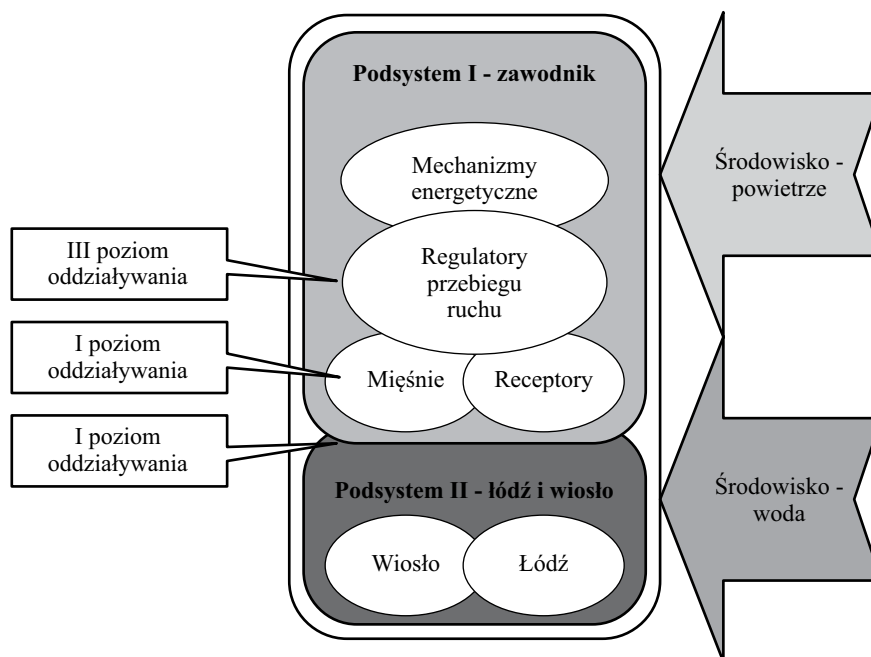 Podsystem I - zawodnik
Mechanizmy
energetyczne
Regulatory
przebiegu
ruchu
Mięśnie
Receptory
III poziom
oddziaływania
I poziom
oddziaływania
I poziom
oddziaływania
Podsystem II - łódź i wiosło
Wiosło
Łódź
Środowisko -
powietrze
Środowisko -
woda